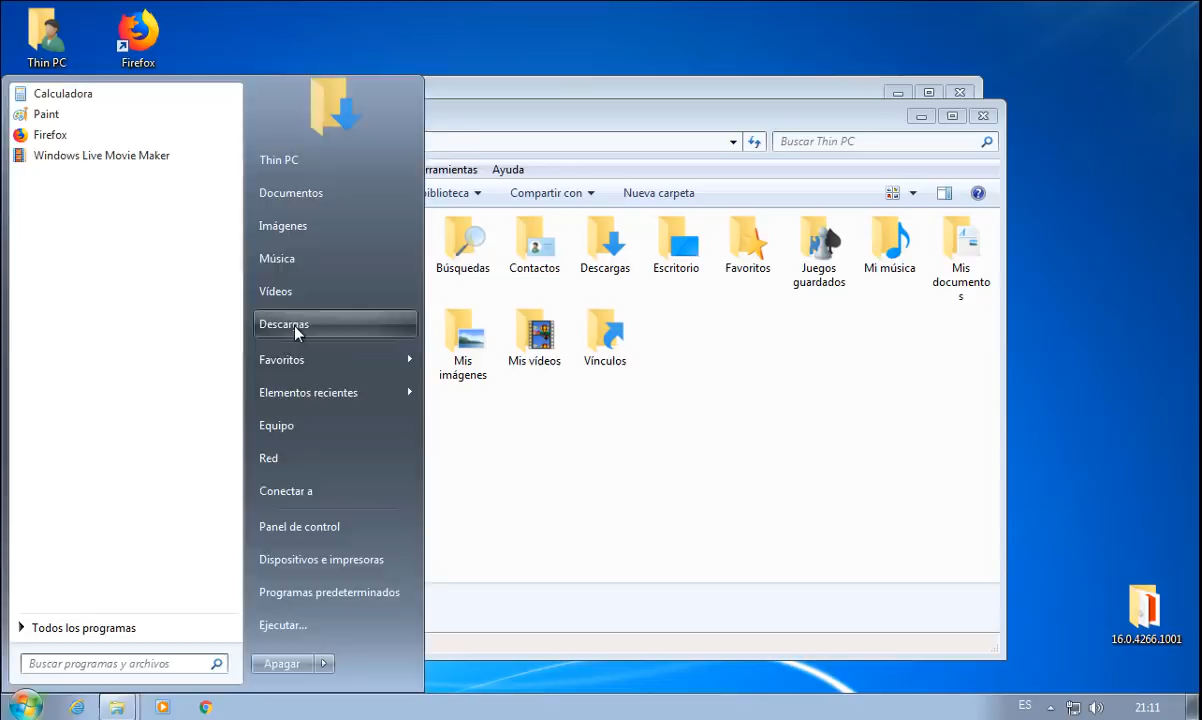 Thin PC
Firefox
Calculadora
Paint
Firefox
Windows Live Movie Maker
Todos los programas
Buscar programas y archivos
Thin PC
Documentos
Imágenes
Música
Vídeos
Descargas
Favoritos
Elementos recientes
Equipo
Red
Conectar a
Panel de control
Dispositivos e impresoras
Programas predeterminados
Ejecutar...
Apagar
Buscar Thin PC
rramientas
Ayuda
iblioteca
Compartir con
Nueva carpeta
Búsquedas
Contactos
Descargas
Escritorio
Favoritos
Juegos
guardados
Mi música
Mis
documento
s
Mis
imágenes
Mis vídeos
Vínculos
16.0.4266.1001
ES
21:11